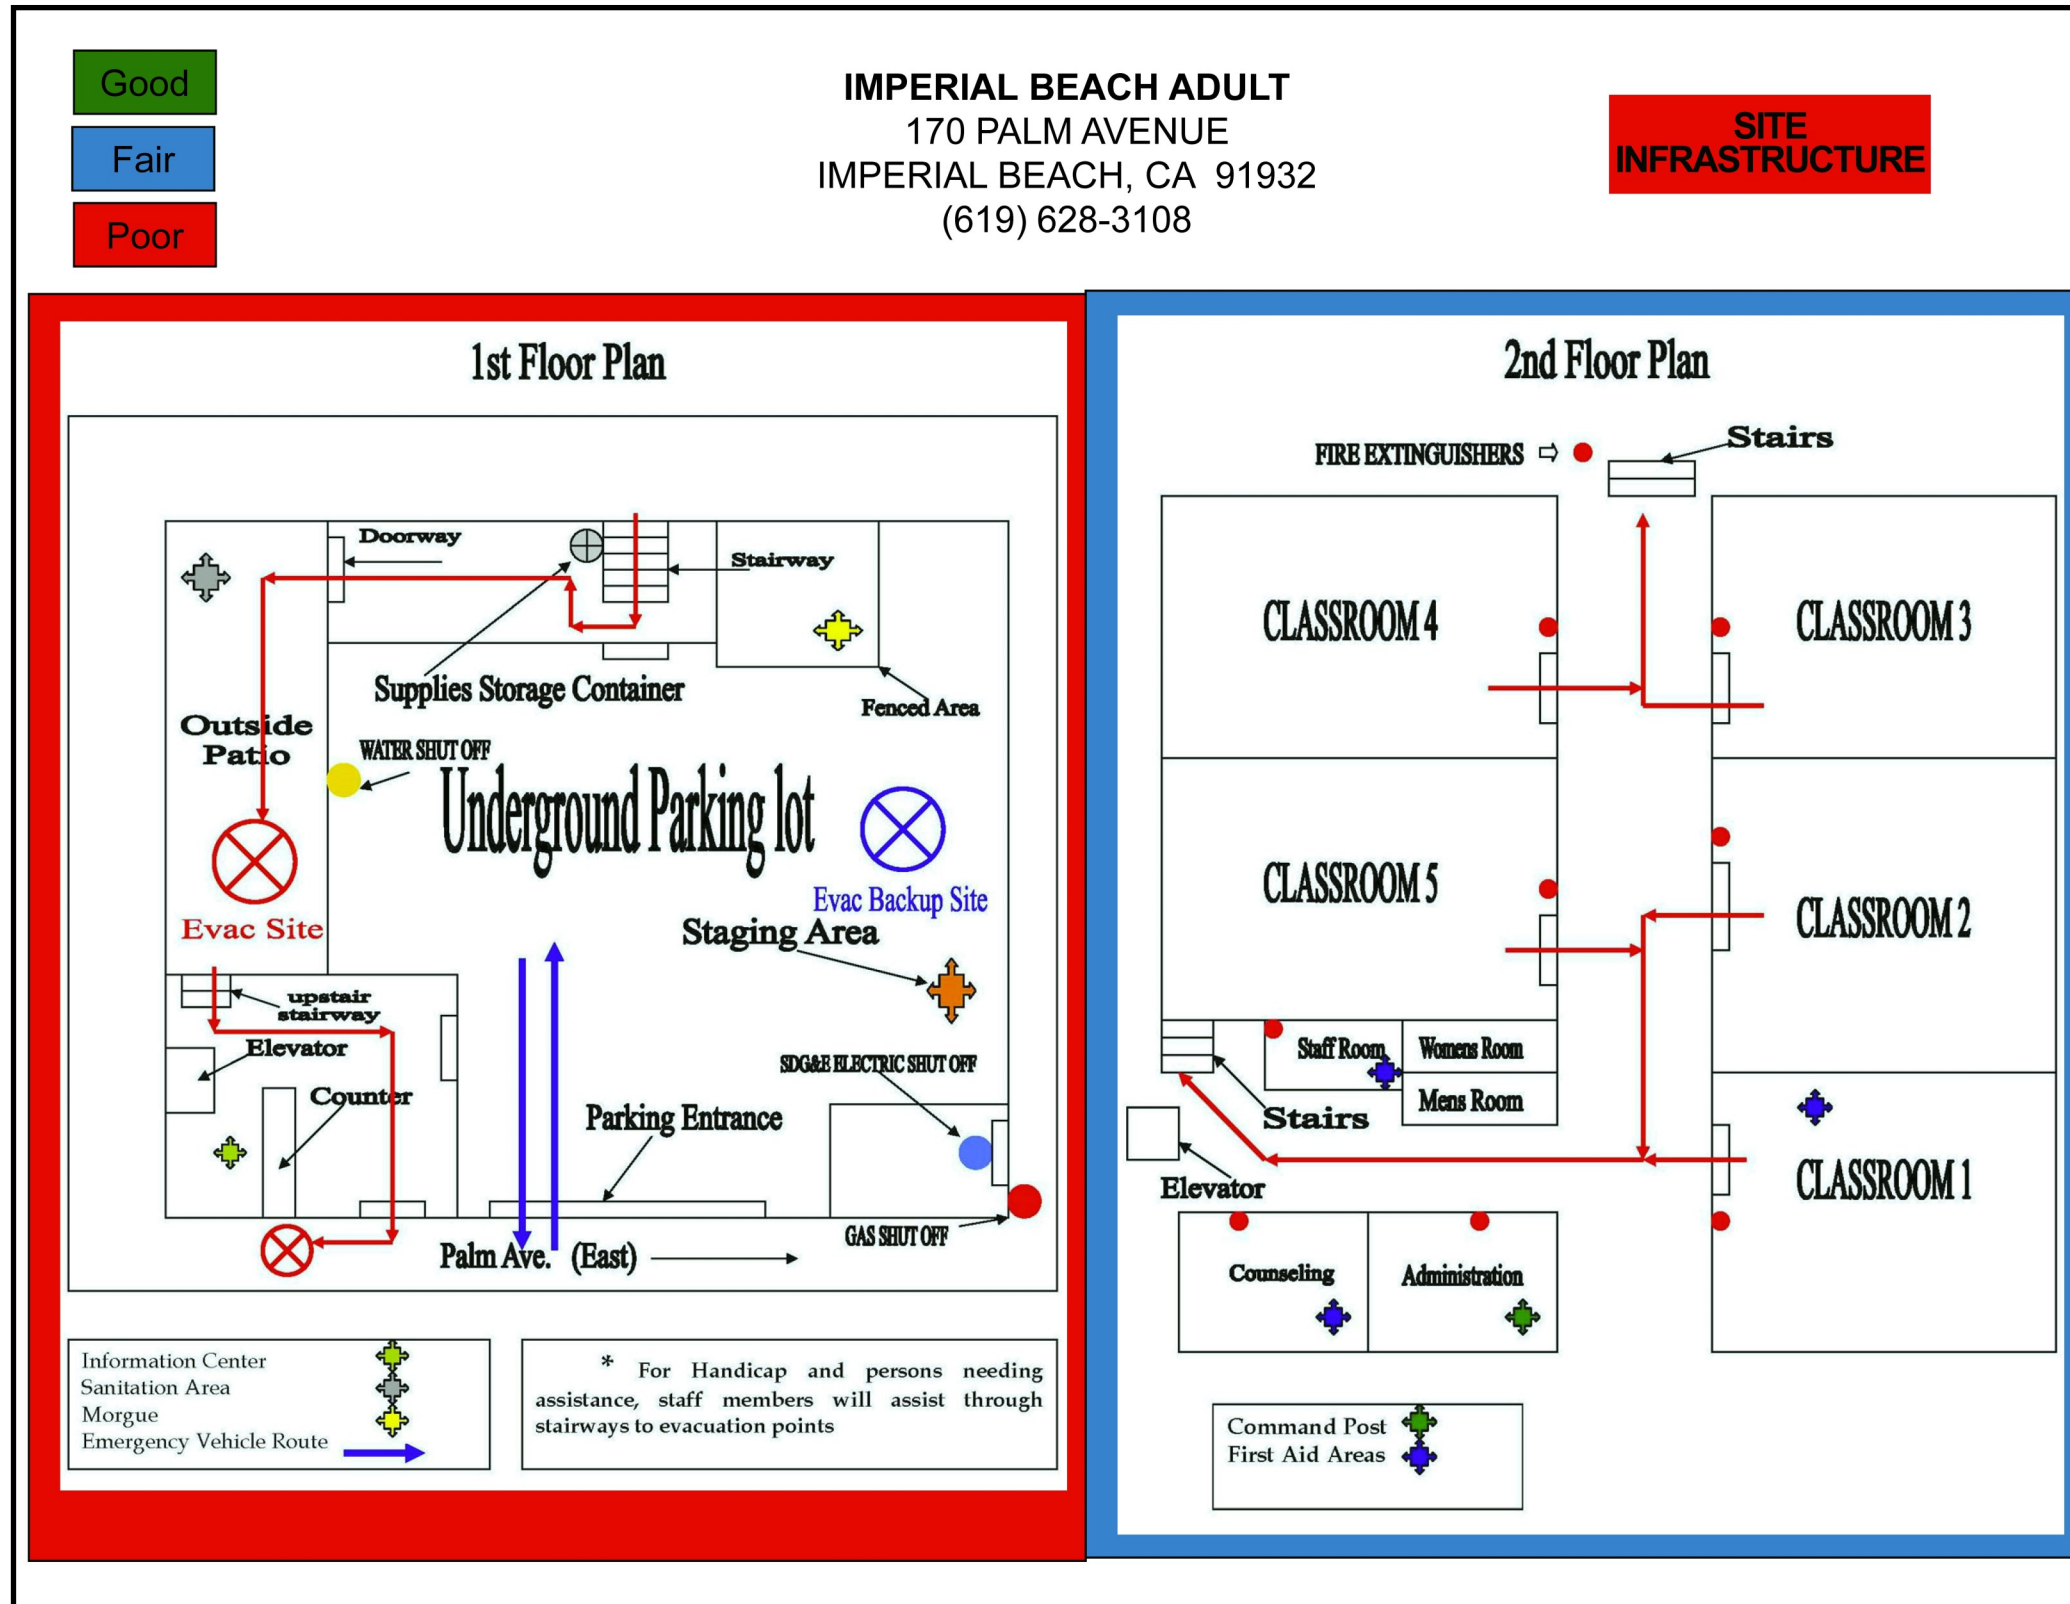 Good
Fair
Poor
IMPERIAL BEACH ADULT
170 PALM AVENUE
IMPERIAL BEACH, CA 91932
(619) 628-3108
SITE
INFRASTRUCTURE
1st Floor Plan
Doorway
Stairway
Supplies Storage Container
Fenced Area
Outside
Patio
WATER SHUT OFF
Underground Parking lot
Evac Backup Site
Evac Site
Staging Area
upstair
stairway
Elevator
SDG&E ELECTRIC SHUT OFF
Counter
Parking Entrance
GAS SHUT OFF
Palm Ave. (East)
Information Center
Sanitation Area
Morgue
Emergency Vehicle Route
* For Handicap and persons needing
assistance, staff members will assist through
stairways to evacuation points
2nd Floor Plan
FIRE EXTINGUISHERS
Stairs
CLASSROOM 4
CLASSROOM 3
CLASSROOM 5
CLASSROOM 2
Staff Room
Womens Room
Mens Room
Stairs
Elevator
CLASSROOM 1
Counseling
Administration
Command Post
First Aid Areas